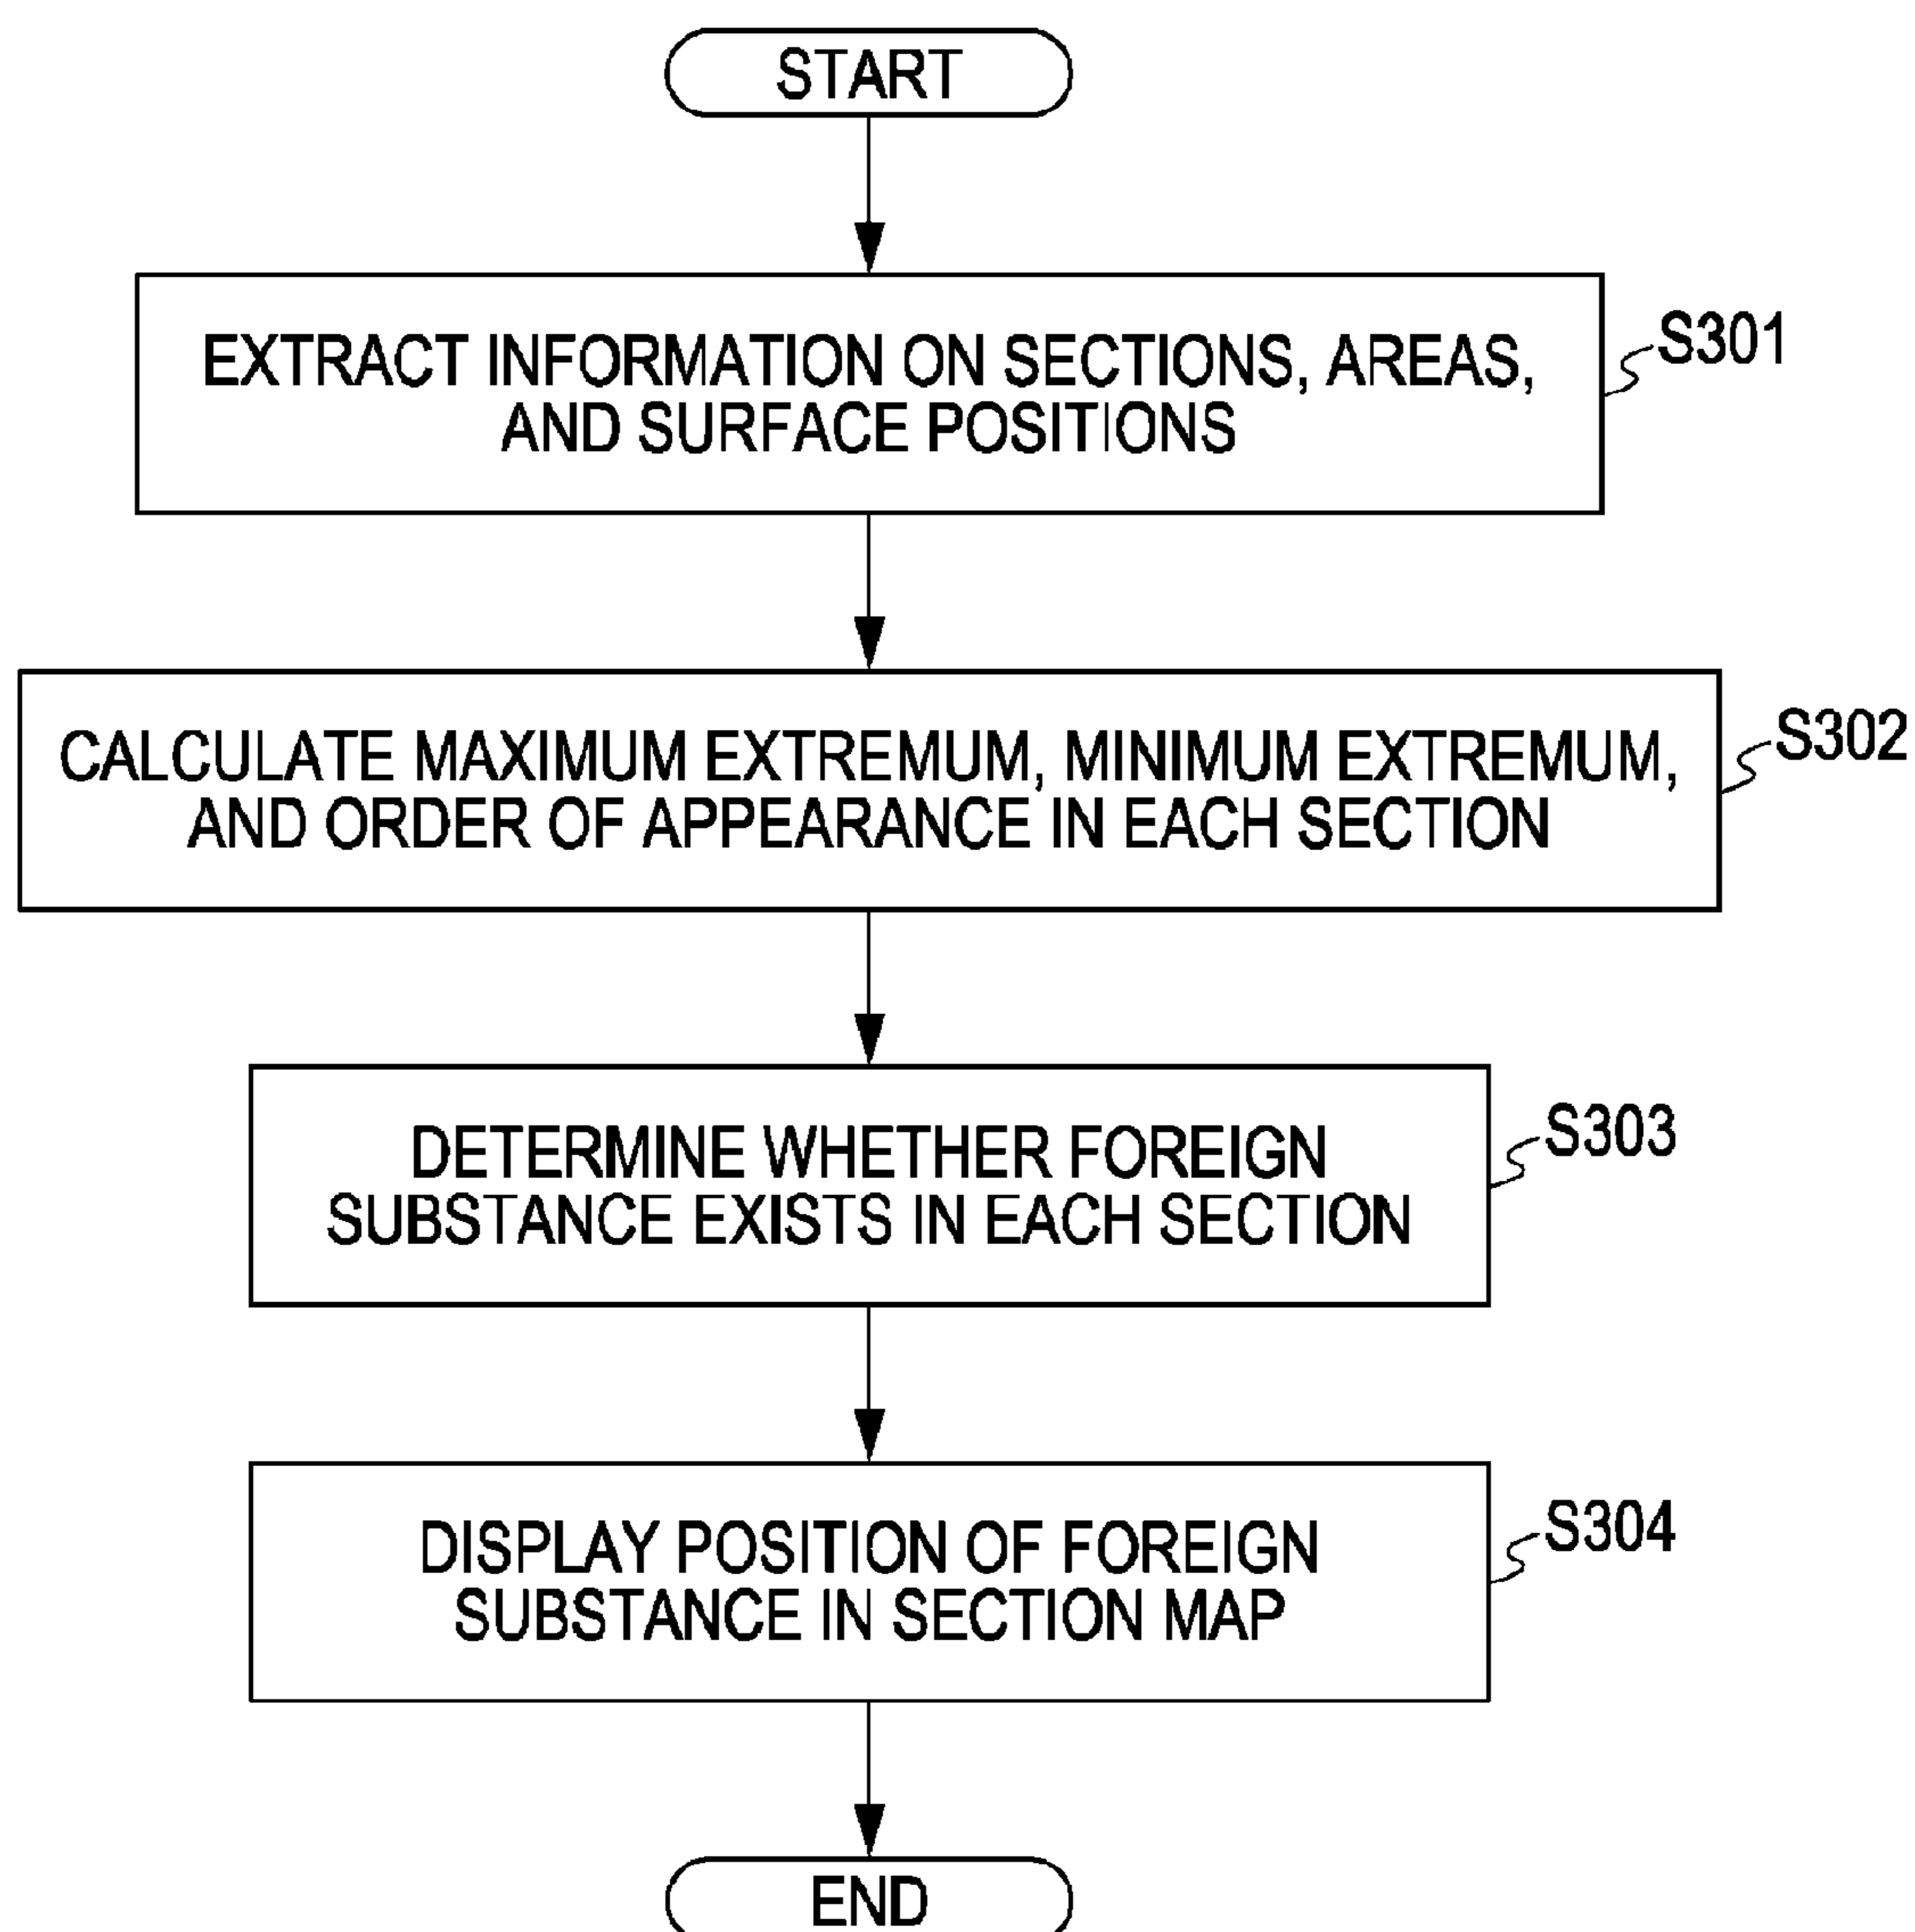 START
EXTRACT INFORMATION ON SECTIONS, AREAS,
AND SURFACE POSITIONS
S301
CALCULATE MAXIMUM EXTREMUM, MINIMUM EXTREMUM,
AND ORDER OF APPEARANCE IN EACH SECTION
S302
DETERMINE WHETHER FOREIGN
SUBSTANCE EXISTS IN EACH SECTION
S303
DISPLAY POSITION OF FOREIGN
SUBSTANCE IN SECTION MAP
S304
END